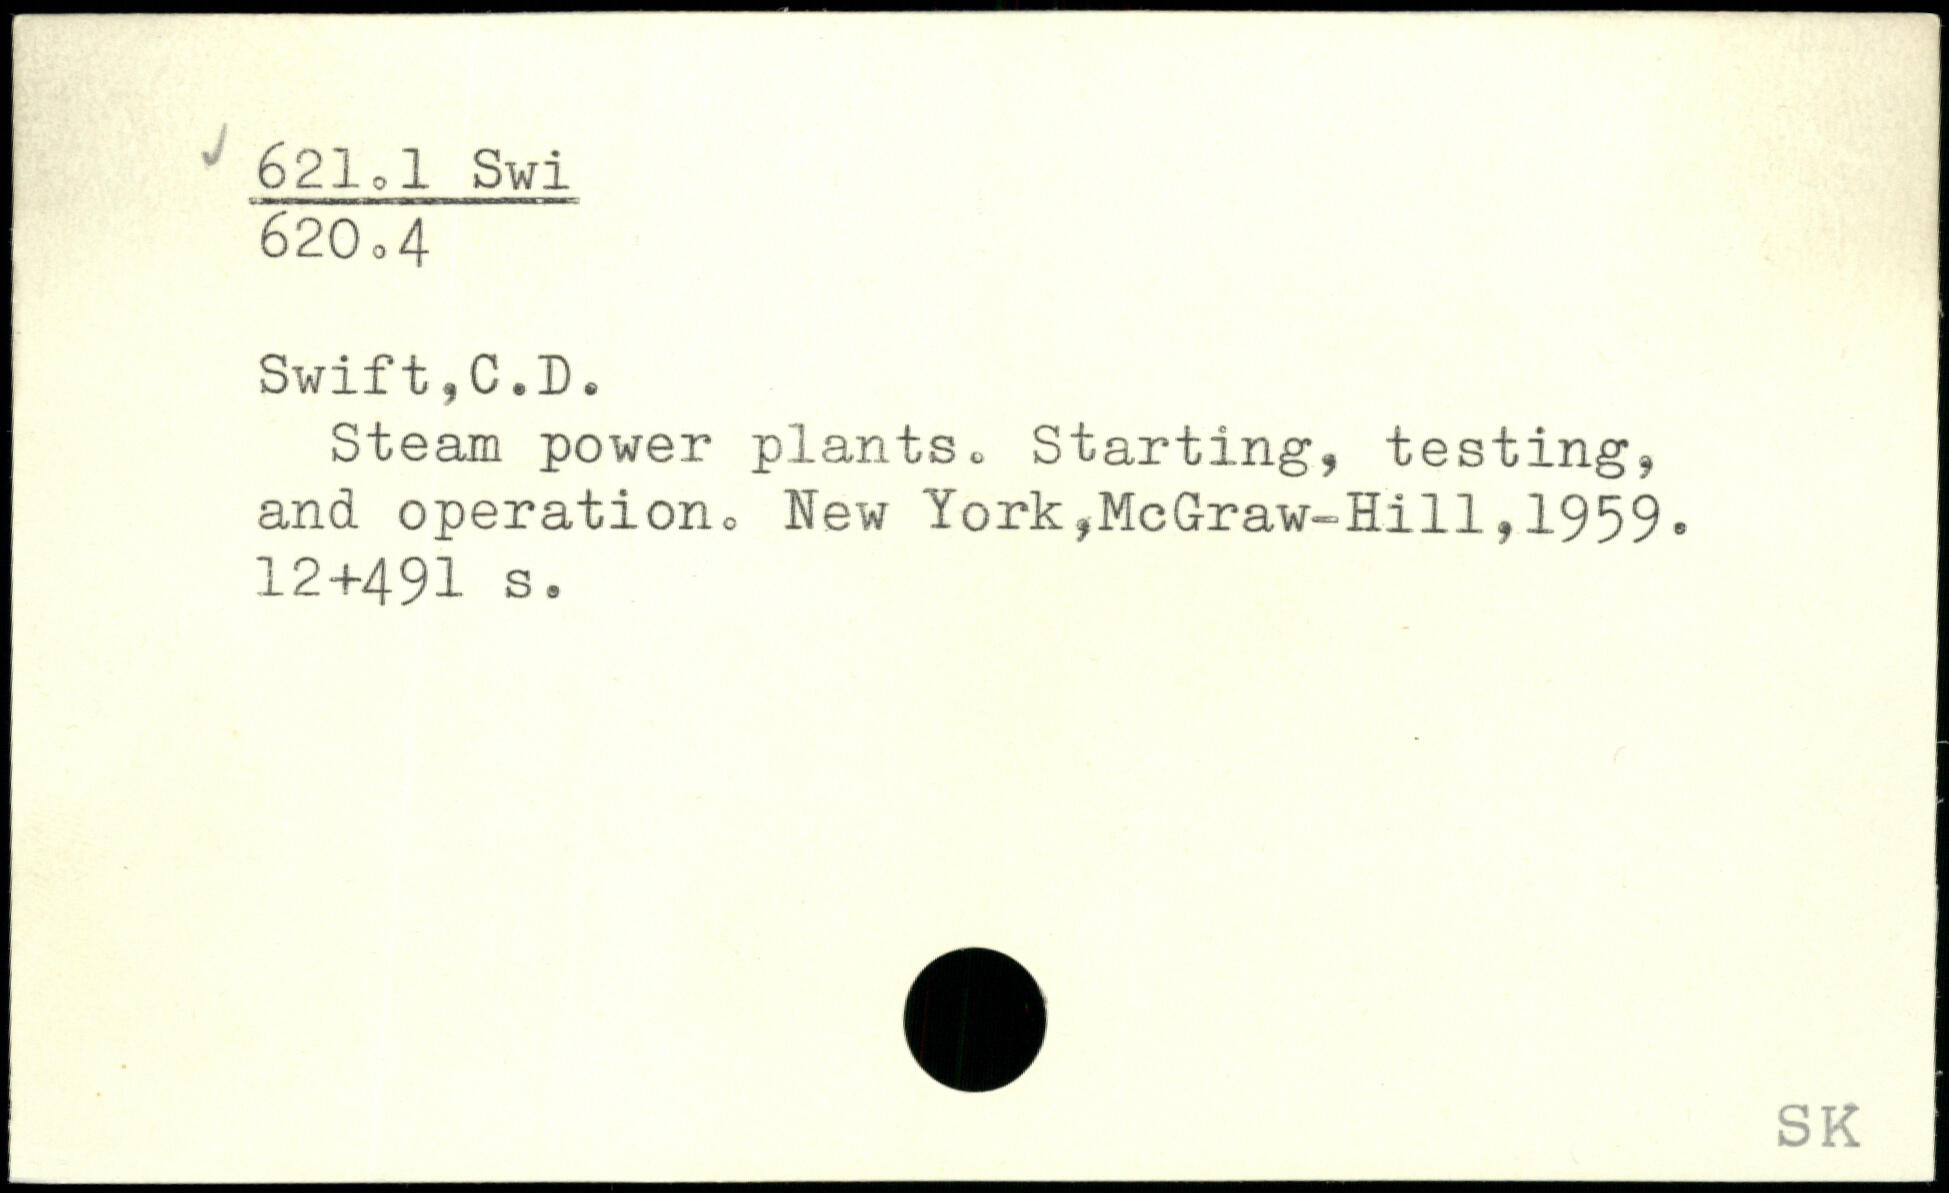 621.1 Swi
620.4
Swift,C.D.
Steam power plants. Starting, testing,
and operation. New York,McGraw-Hill,1959.
12+491 s.
SK